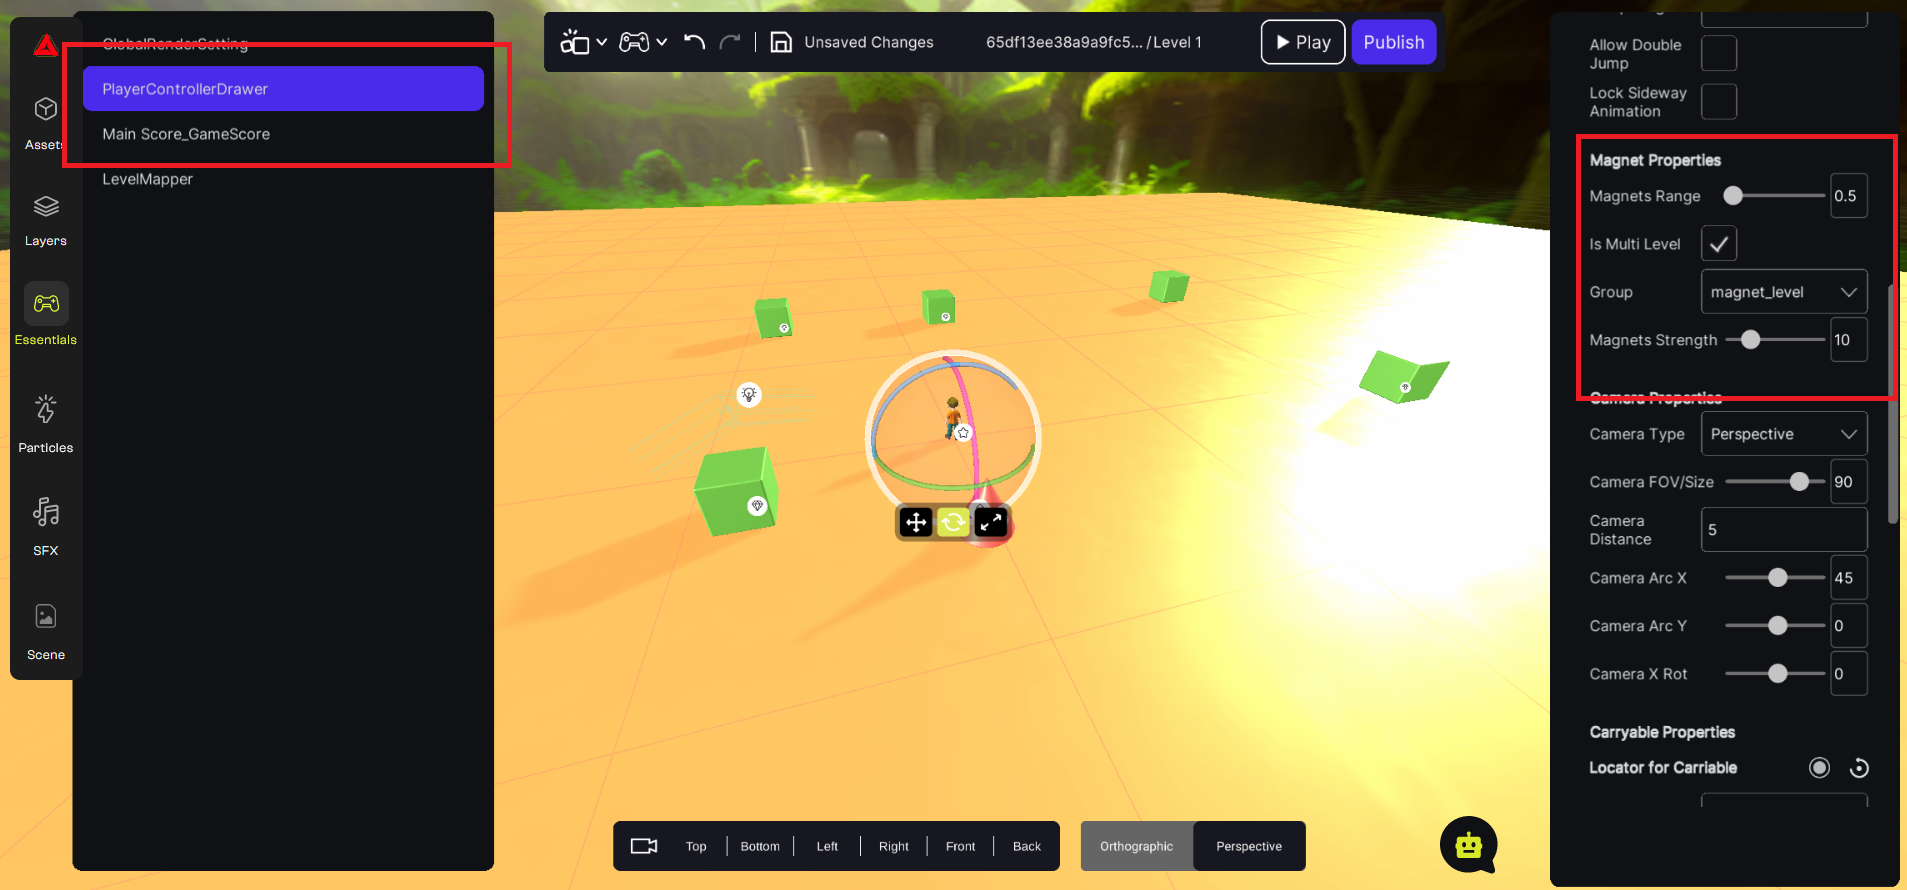 GlobalRenderSetting
PlayerControllerDrawer
Main Score_GameScore
LevelMapper
Assets
Layers
Essentials
Particles
SFX
Scene
Unsaved Changes
65df13ee38a9a9fc5... / Level 1
Play
Publish
Allow Double
Jump
Lock Sideway
Animation
Magnet Properties
Magnets Range 0.5
Is Multi Level
Group magnet_level
Magnets Strength 10
Camera Properties
Camera Type Perspective
Camera FOV/Size 90
Camera
Distance
5
Camera Arc X 45
Camera Arc Y 0
Camera X Rot 0
Carryable Properties
Locator for Carriable
Top Bottom Left Right Front Back
Orthographic Perspective